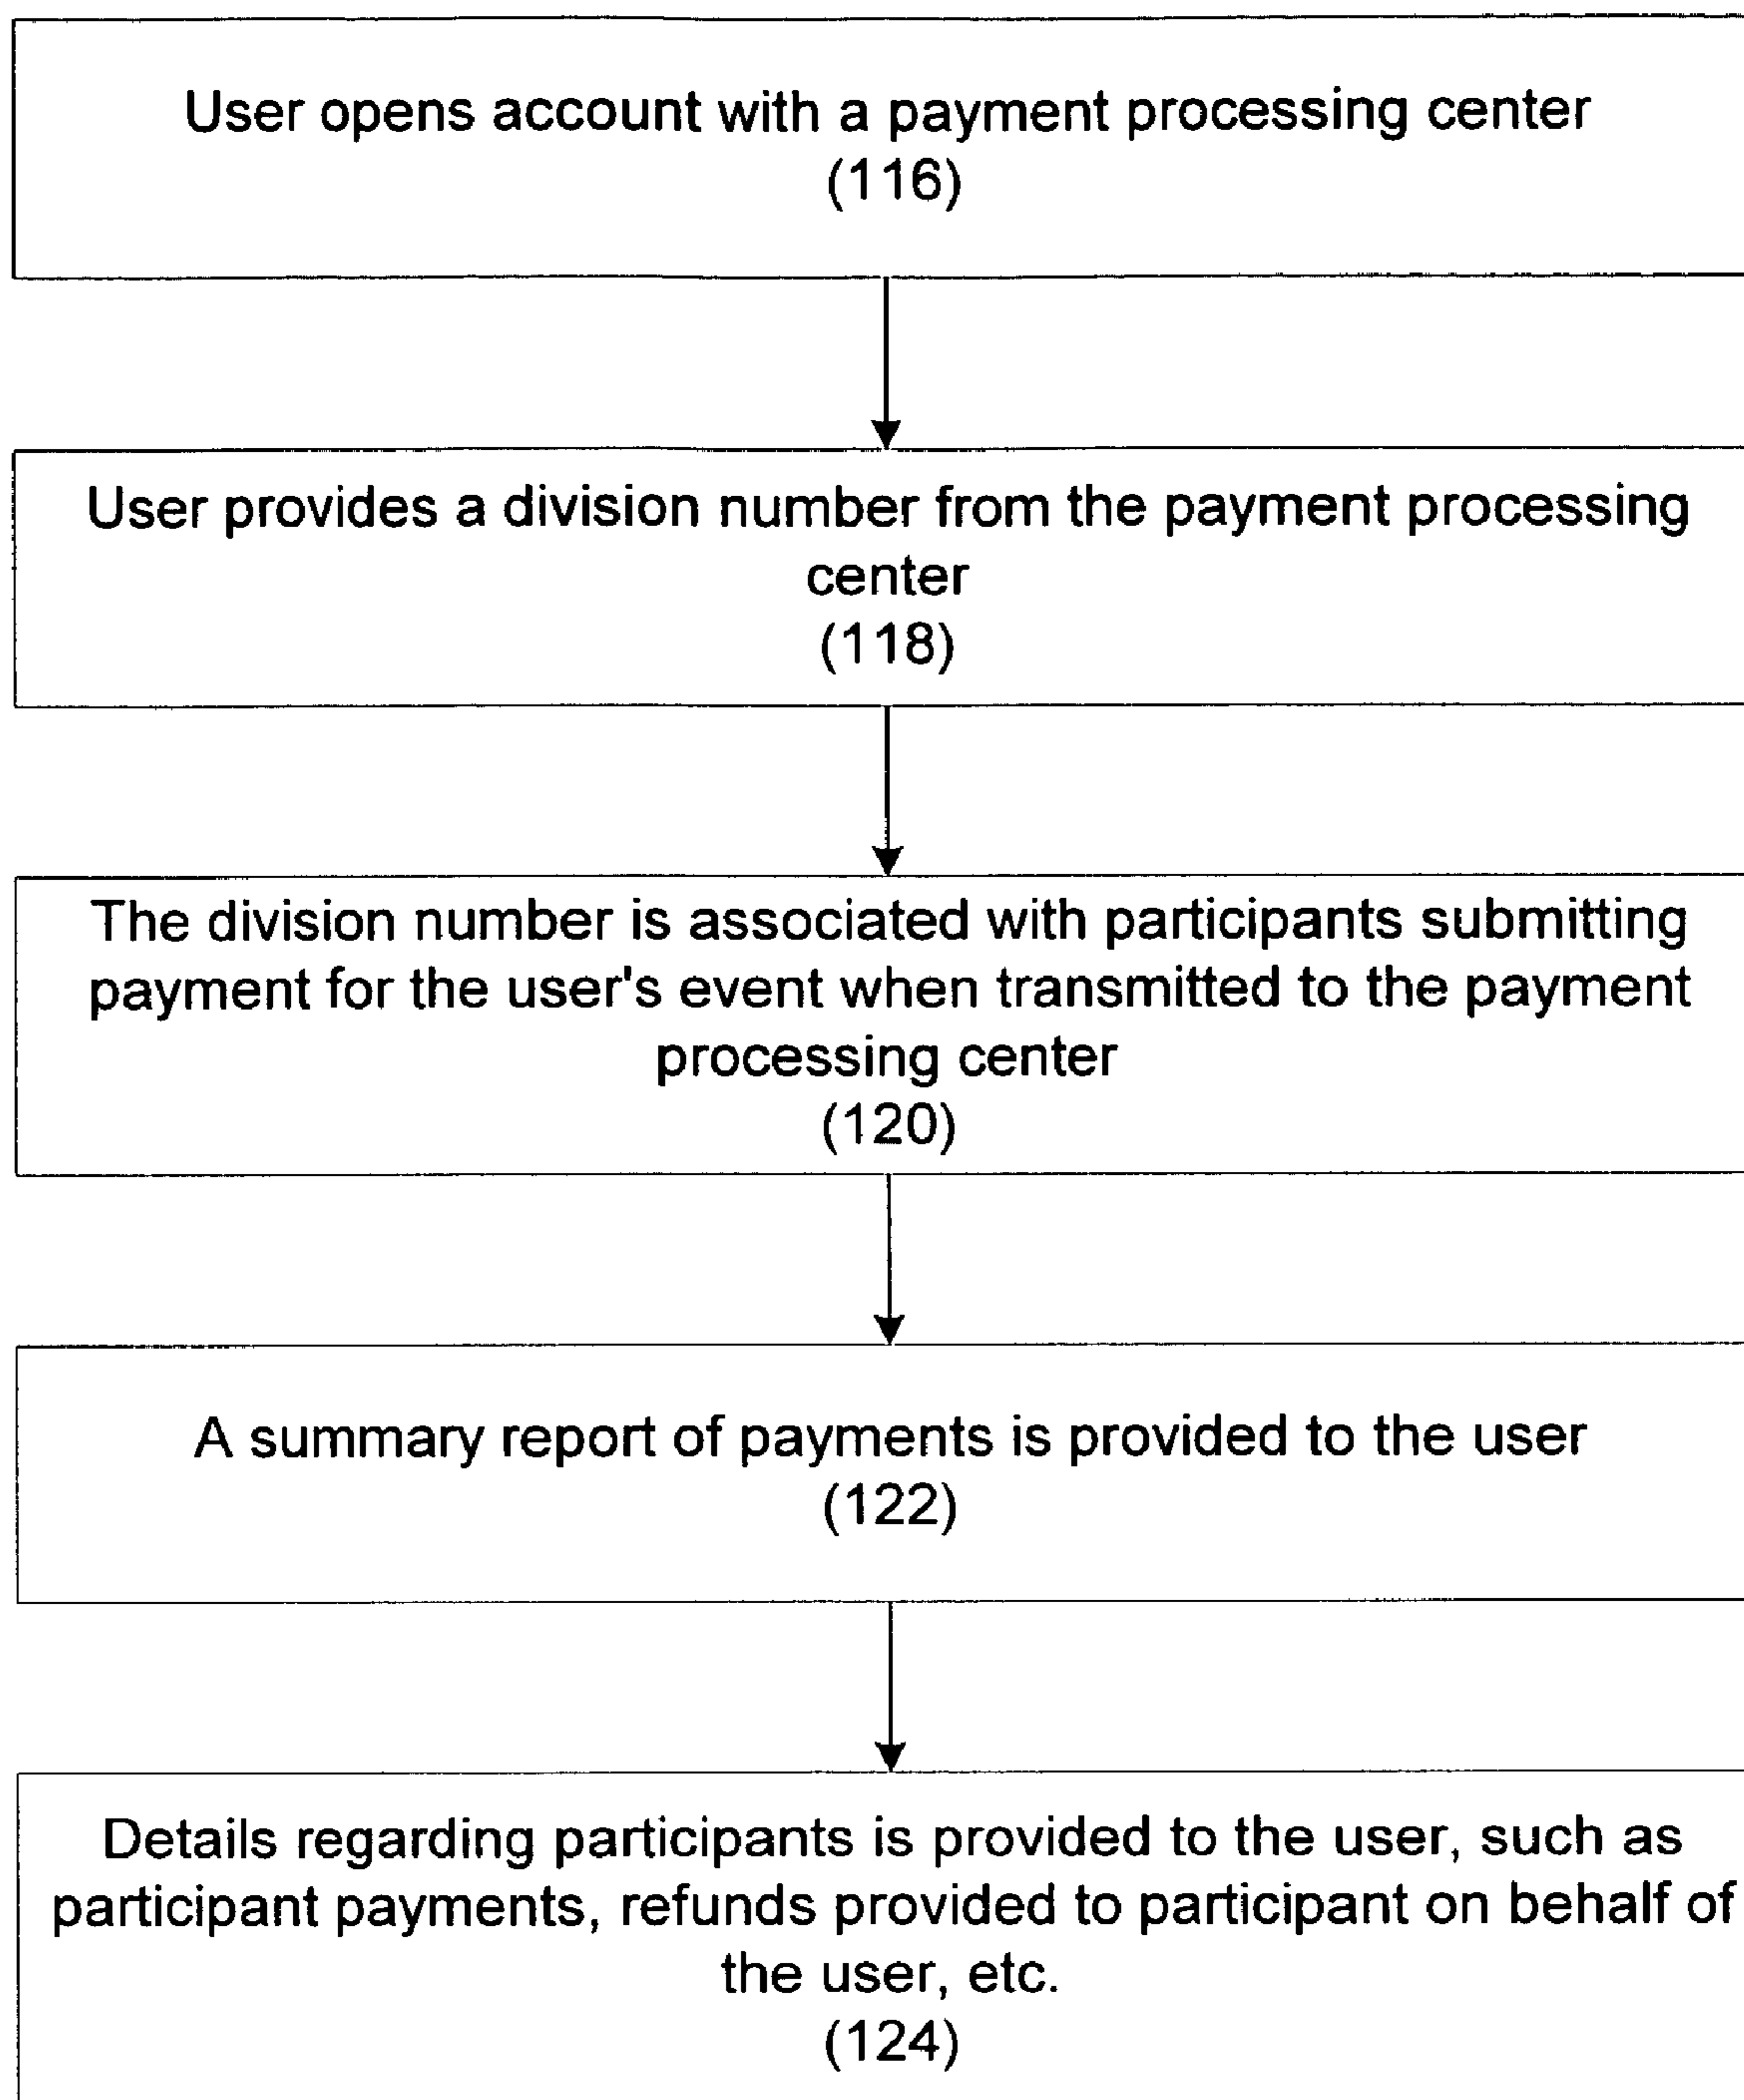 User opens account with a payment processing center
(116)
User provides a division number from the payment processing
center
(118)
The division number is associated with participants submitting
payment for the user's event when transmitted to the payment
processing center
(120)
A summary report of payments is provided to the user
(122)
Details regarding participants is provided to the user, such as
participant payments, refunds provided to participant on behalf of
the user, etc.
(124)